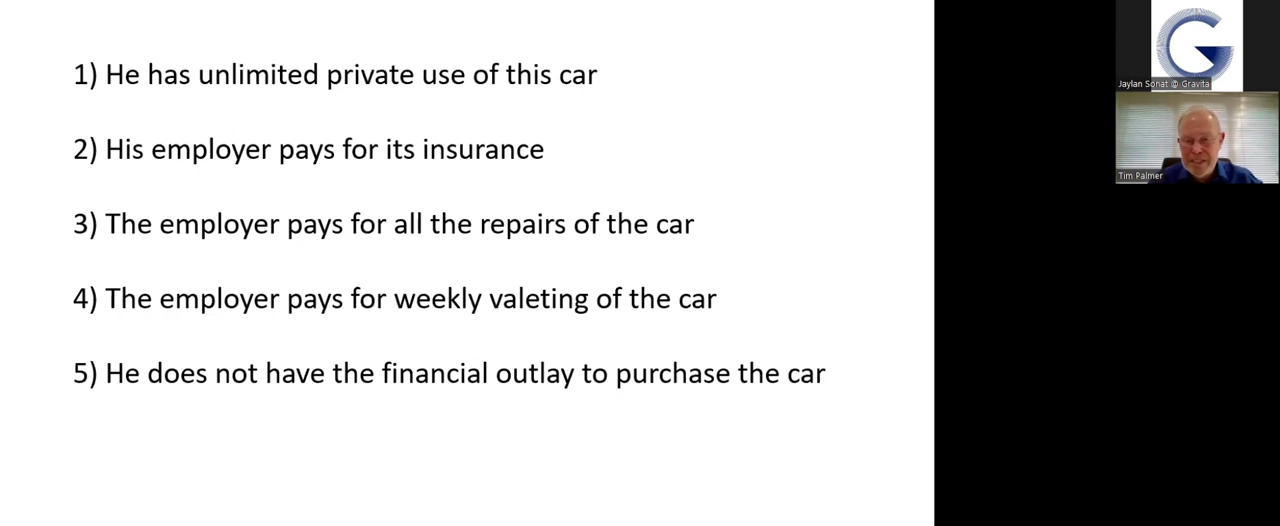 1) He has unlimited private use of this car
2) His employer pays for its insurance
3) The employer pays for all the repairs of the car
4) The employer pays for weekly valeting of the car
5) He does not have the financial outlay to purchase the car
G
Jaylan Sonat @ Gravita
Tim Palmer